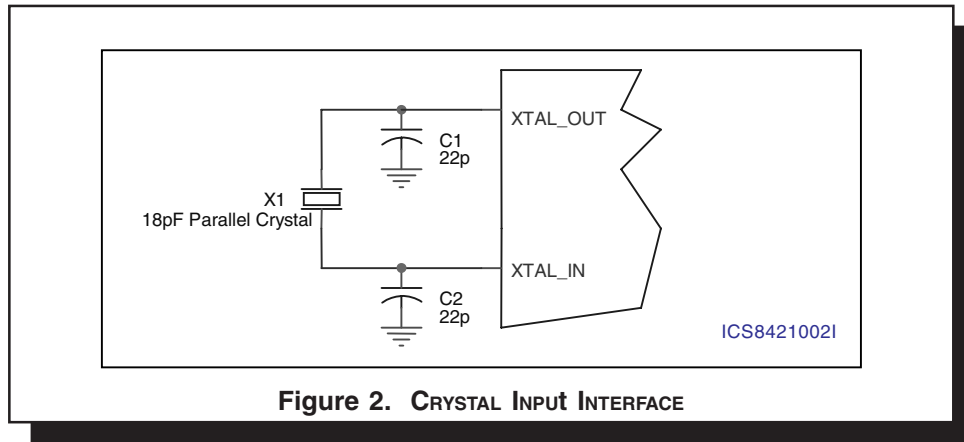 XTAL_OUT
C1
22p
X1
18pF Parallel Crystal
XTAL_IN
C2
22p
ICS8421002I
Figure 2. CRYSTAL INPUt INTERFACE